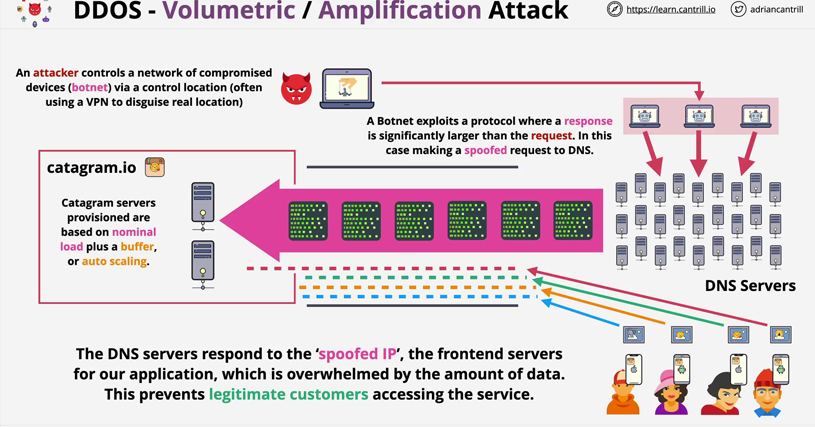 DDOS - Volumetric / Amplification Attack
https://learn.cantrill.io
adriancantrill
An attacker controls a network of compromised
devices (botnet) via a control location (often
using a VPN to disguise real location)
A Botnet exploits a protocol where a response
is significantly larger than the request. In this
case making a spoofed request to DNS.
catagram.io
Catagram servers
provisioned are
based on nominal
load plus a buffer,
or auto scaling.
DNS Servers
The DNS servers respond to the ‘spoofed IP’, the frontend servers
for our application, which is overwhelmed by the amount of data.
This prevents legitimate customers accessing the service.